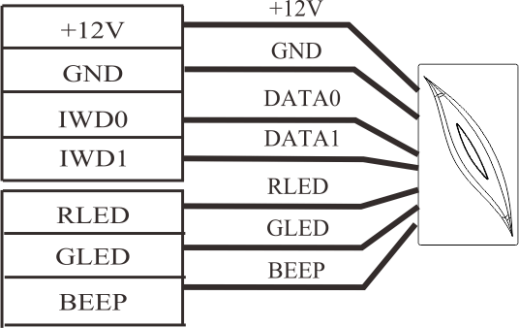 +12V
+12V
GND
GND
IWD0
DATA0
IWD1
DATA1
RLED
RLED
GLED
GLED
BEEP
BEEP